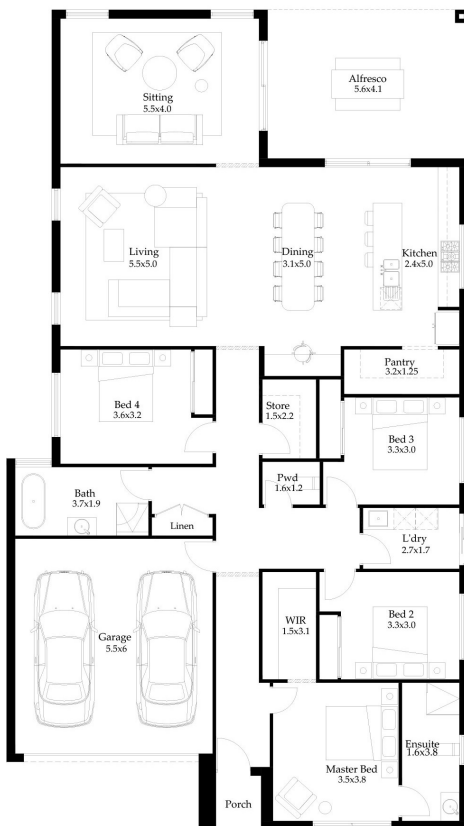 Alfresco
5.6x4.1
Sitting
5.5x4.0
Living
5.5x5.0
Dining
3.1x5.0
Kitchen
2.4x5.0
Pantry
3.2x1.25
Bed 4
3.6x3.2
Store
1.5x2.2
Bed 3
3.3x3.0
Pwd
1.6x1.2
Bath
3.7x1.9
Linen
L'dry
2.7x1.7
Garage
5.5x6
WIR
1.5x3.1
Bed 2
3.3x3.0
Ensuite
1.6x3.8
Master Bed
3.5x3.8
Porch